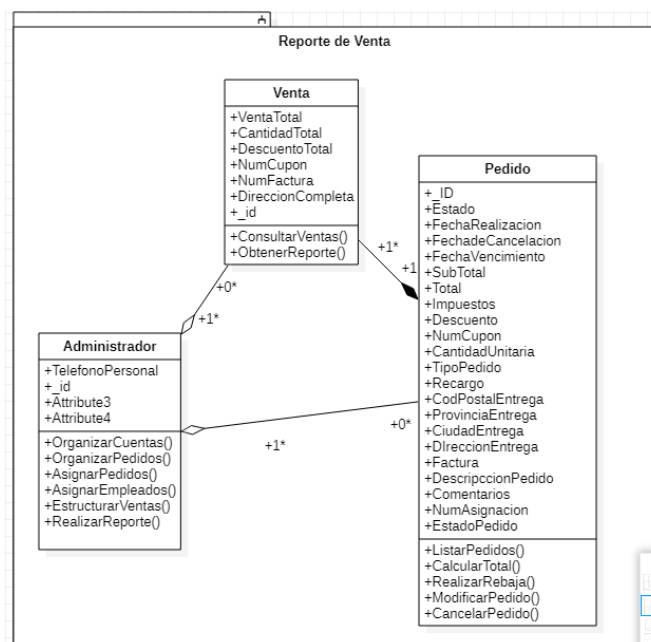 Reporte de Venta
Venta
+VentaTotal
+CantidadTotal
+DescuentoTotal
+NumCupon
+NumFactura
+DireccionCompleta
+_id
+ConsultarVentas()
+ObtenerReporte()
Pedido
+_ID
+Estado
+FechaRealizacion
+FechadeCancelacion
+FechaVencimiento
+SubTotal
+Total
+Impuestos
+Descuento
+NumCupon
+CantidadUnitaria
+TipoPedido
+Recargo
+CodPostalEntrega
+ProvinciaEntrega
+CiudadEntrega
+DIreccionEntrega
+Factura
+DescripccionPedido
+Comentarios
+NumAsignacion
+EstadoPedido
+ListarPedidos()
+CalcularTotal()
+RealizarRebaja()
+ModificarPedido()
+CancelarPedido()
+1*
+1
+0*
+1*
Administrador
+TelefonoPersonal
+_id
+Attribute3
+Attribute4
+OrganizarCuentas()
+OrganizarPedidos()
+AsignarPedidos()
+AsignarEmpleados()
+EstructurarVentas()
+RealizarReporte()
+1*
+0*